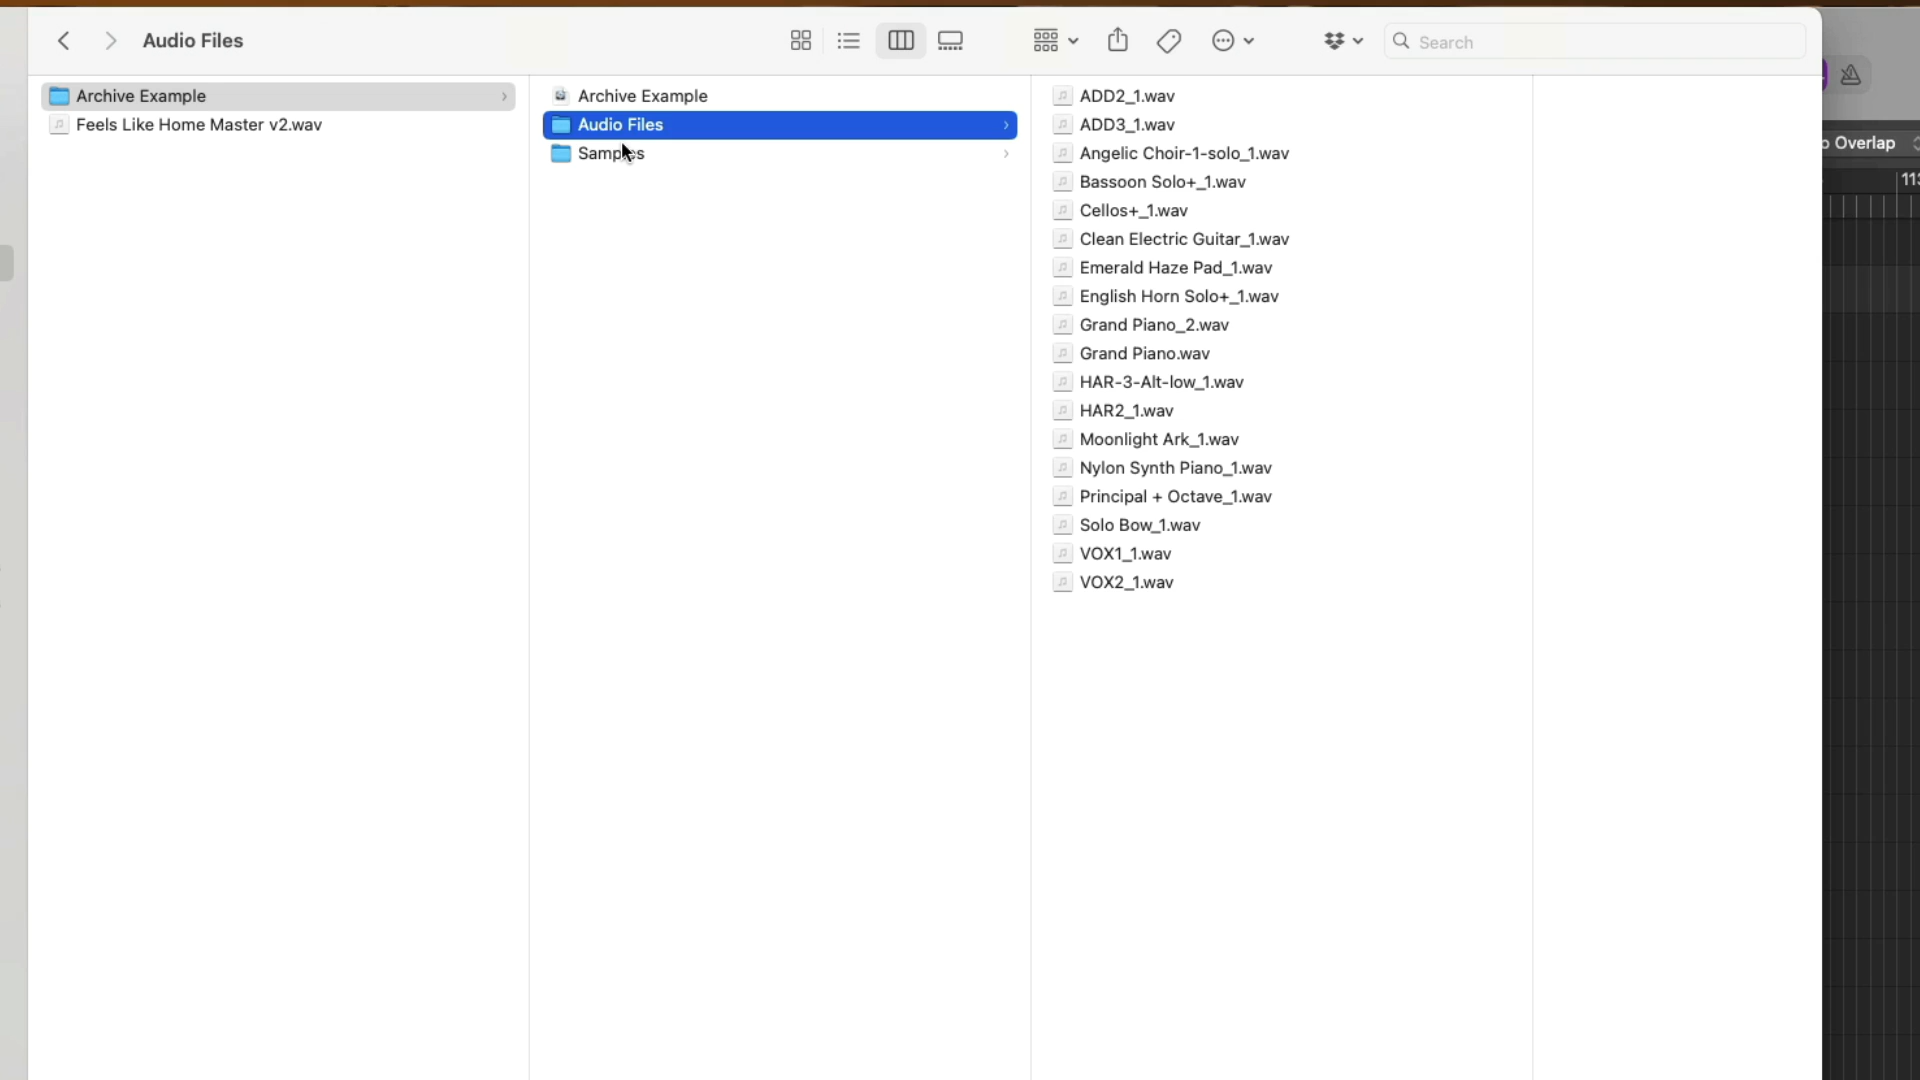 Audio Files
Search
Archive Example
Feels Like Home Master v2.wav
Archive Example
Audio Files
Samples
ADD2_1.wav
ADD3_1.wav
Angelic Choir-1-solo_1.wav
Bassoon Solo+_1.wav
Cellos+_1.wav
Clean Electric Guitar_1.wav
Emerald Haze Pad_1.wav
English Horn Solo+_1.wav
Grand Piano_2.wav
Grand Piano.wav
HAR-3-Alt-low_1.wav
HAR2_1.wav
Moonlight Ark_1.wav
Nylon Synth Piano_1.wav
Principal + Octave_1.wav
Solo Bow_1.wav
VOX1_1.wav
VOX2_1.wav
Overlap
113